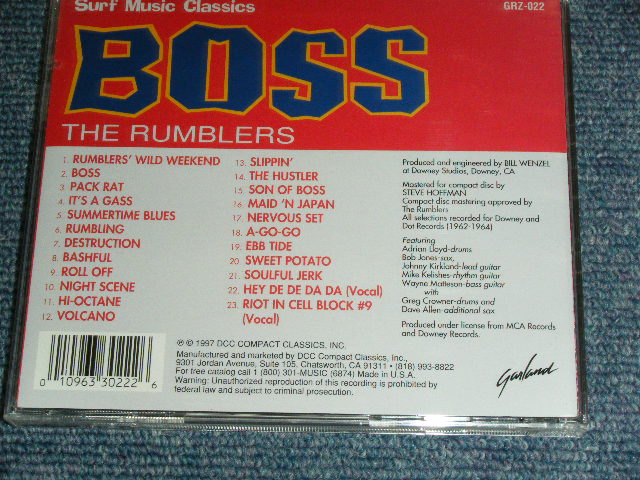 Surf Music Classics
GRZ-022
BOSS
THE RUMBLERS
1. RUMBLERS' WILD WEEKEND
2. BOSS
3. PACK RAT
4. IT'S A GASS
5. SUMMERTIME BLUES
6. RUMBLING
7. DESTRUCTION
8. BASHFUL
9. ROLL OFF
10. NIGHT SCENE
11. HI-OCTANE
12. VOLCANO
13. SLIPPIN'
14. THE HUSTLER
15. SON OF BOSS
16. MAID 'N JAPAN
17. NERVOUS SET
18. A-GO-GO
19. EBB TIDE
20. SWEET POTATO
21. SOULFUL JERK
22. HEY DE DE DA DA (Vocal)
23. RIOT IN CELL BLOCK #9
(Vocal)
Produced and engineered by BILL WENZEL
at Downey Studios, Downey, CA
Mastered for compact disc by
STEVE HOFFMAN
Compact disc mastering approved by
The Rumblers
All selections recorded for Downey and
Dot Records (1962-1964)
Featuring
Adrian Lloyd-drums
Bob Jones-sax,
Johnny Kirkland-lead guitar
Mike Kelishes-rhythm guitar
Wayne Matteson-bass guitar
with
Greg Crowner-drums and
Dave Allen-additional sax
Produced under license from MCA Records
and Downey Records.
℗ © 1997 DCC COMPACT CLASSICS, INC.
Manufactured and marketed by DCC Compact Classics, Inc.,
9301 Jordan Avenue, Suite 105, Chatsworth, CA 91311 • (818) 993-8822
For free catalog call 1 (800) 301-MUSIC (6874) Made in U.S.A.
Warning: Unauthorized reproduction of this recording is prohibited by
federal law and subject to criminal prosecution.
0 10963 30222 6
Garland